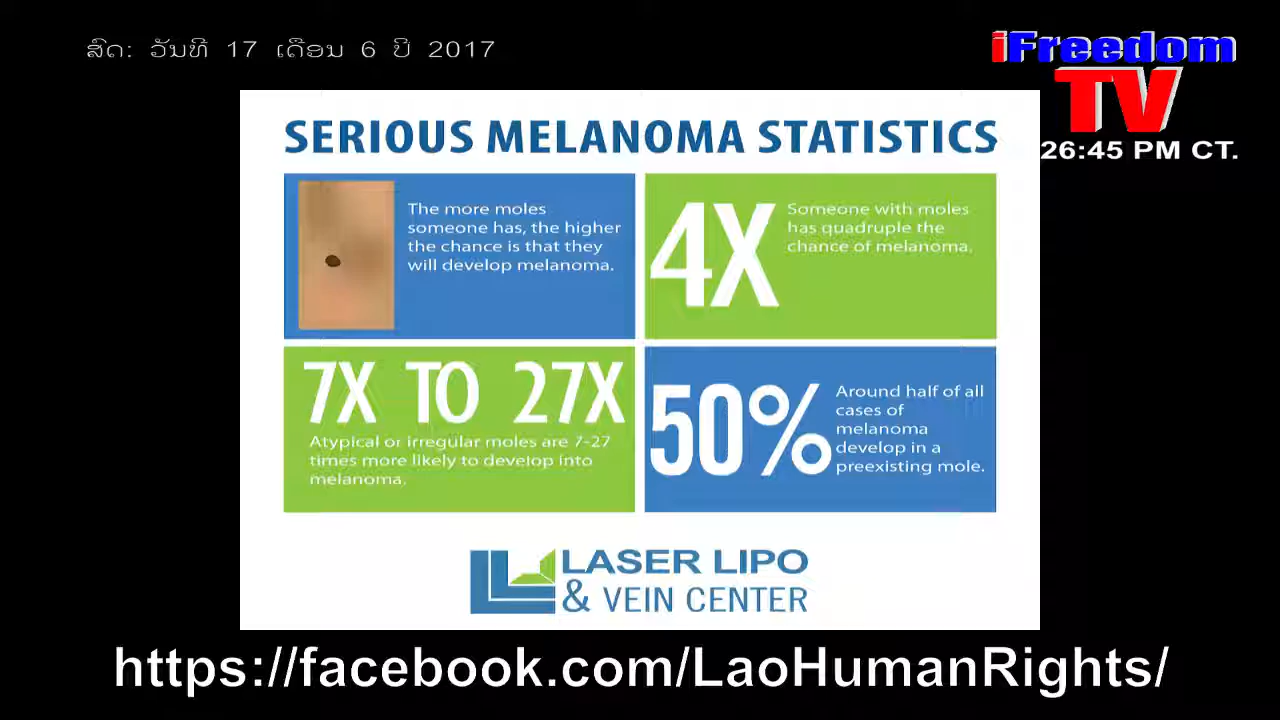 ສົດ: ວັນທີ 17 ເດືອນ 6 ປີ 2017
iFreedom
TV
26:45 PM CT.
SERIOUS MELANOMA STATISTICS
The more moles
someone has, the higher
the chance is that they
will develop melanoma.
4X
Someone with moles
has quadruple the
chance of melanoma.
7X TO 27X
Atypical or irregular moles are 7-27
times more likely to develop into
melanoma.
50%
Around half of all
cases of
melanoma
develop in a
preexisting mole.
LASER LIPO
& VEIN CENTER
https://facebook.com/LaoHumanRights/